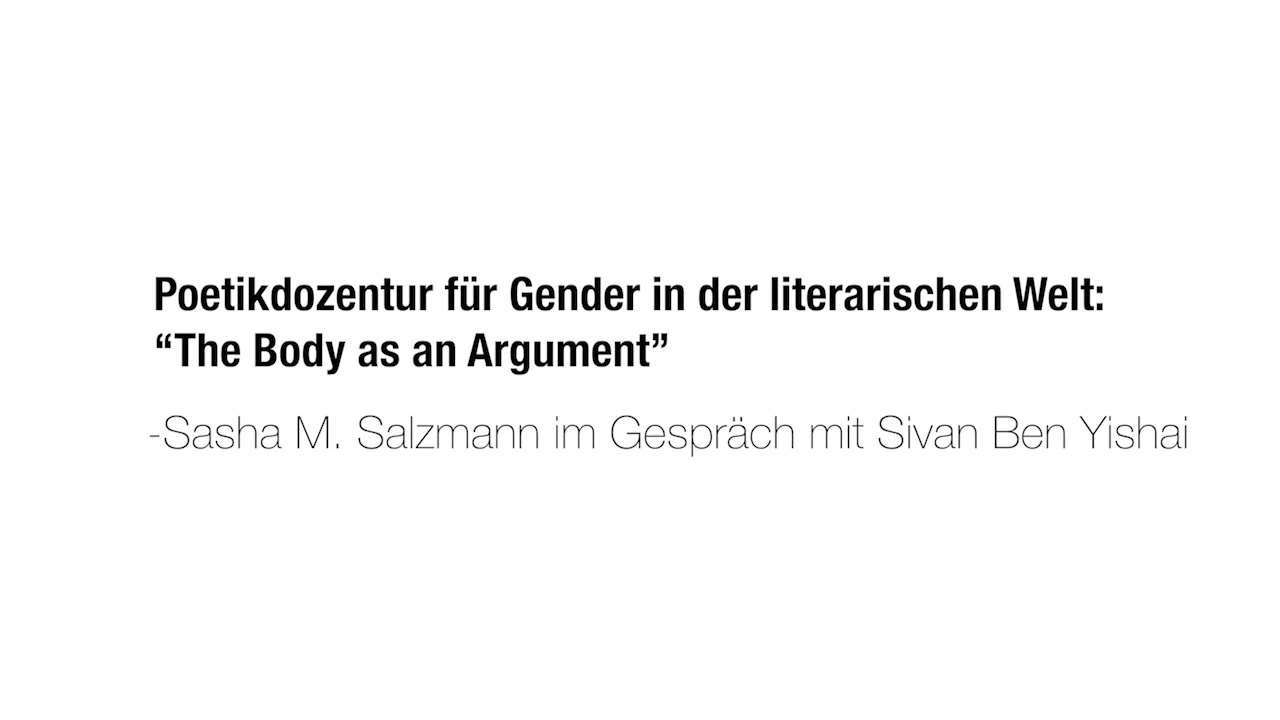 Poetikdozentur für Gender in der literarischen Welt:
“The Body as an Argument”
-Sasha M. Salzmann im Gespräch mit Sivan Ben Yishai